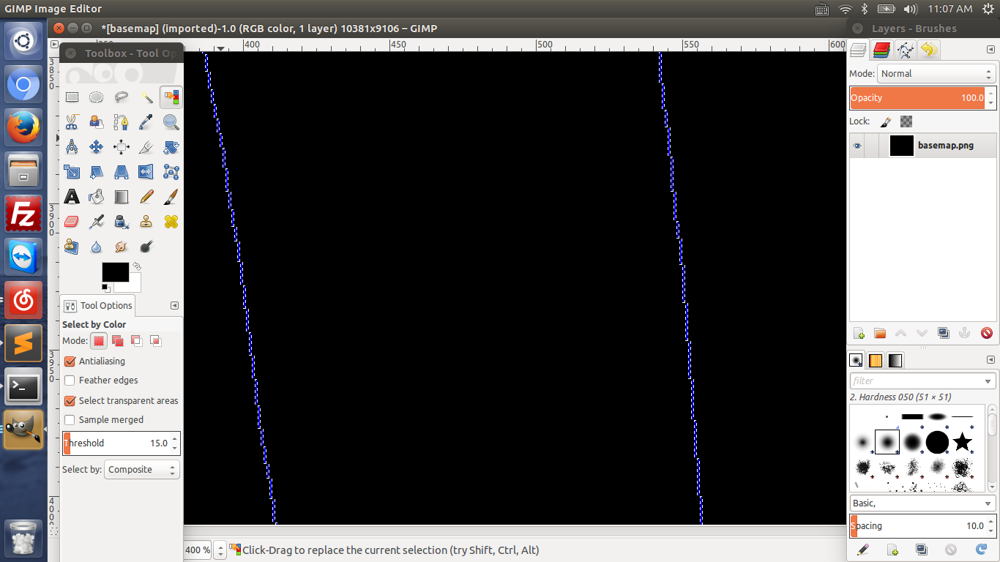 GIMP Image Editor
11:07 AM
*[basemap] (imported)-1.0 (RGB color, 1 layer) 10381x9106 – GIMP
Layers - Brushes
Toolbox - Tool Op
400
450
500
550
600
3850
3900
3950
4000
Mode: Normal
Opacity 100.0
Lock:
basemap.png
Tool Options
Select by Color
Mode:
Antialiasing
Feather edges
Select transparent areas
Sample merged
Threshold 15.0
Select by: Composite
filter
2. Hardness 050 (51 × 51)
Basic,
Spacing 10.0
400 %
Click-Drag to replace the current selection (try Shift, Ctrl, Alt)